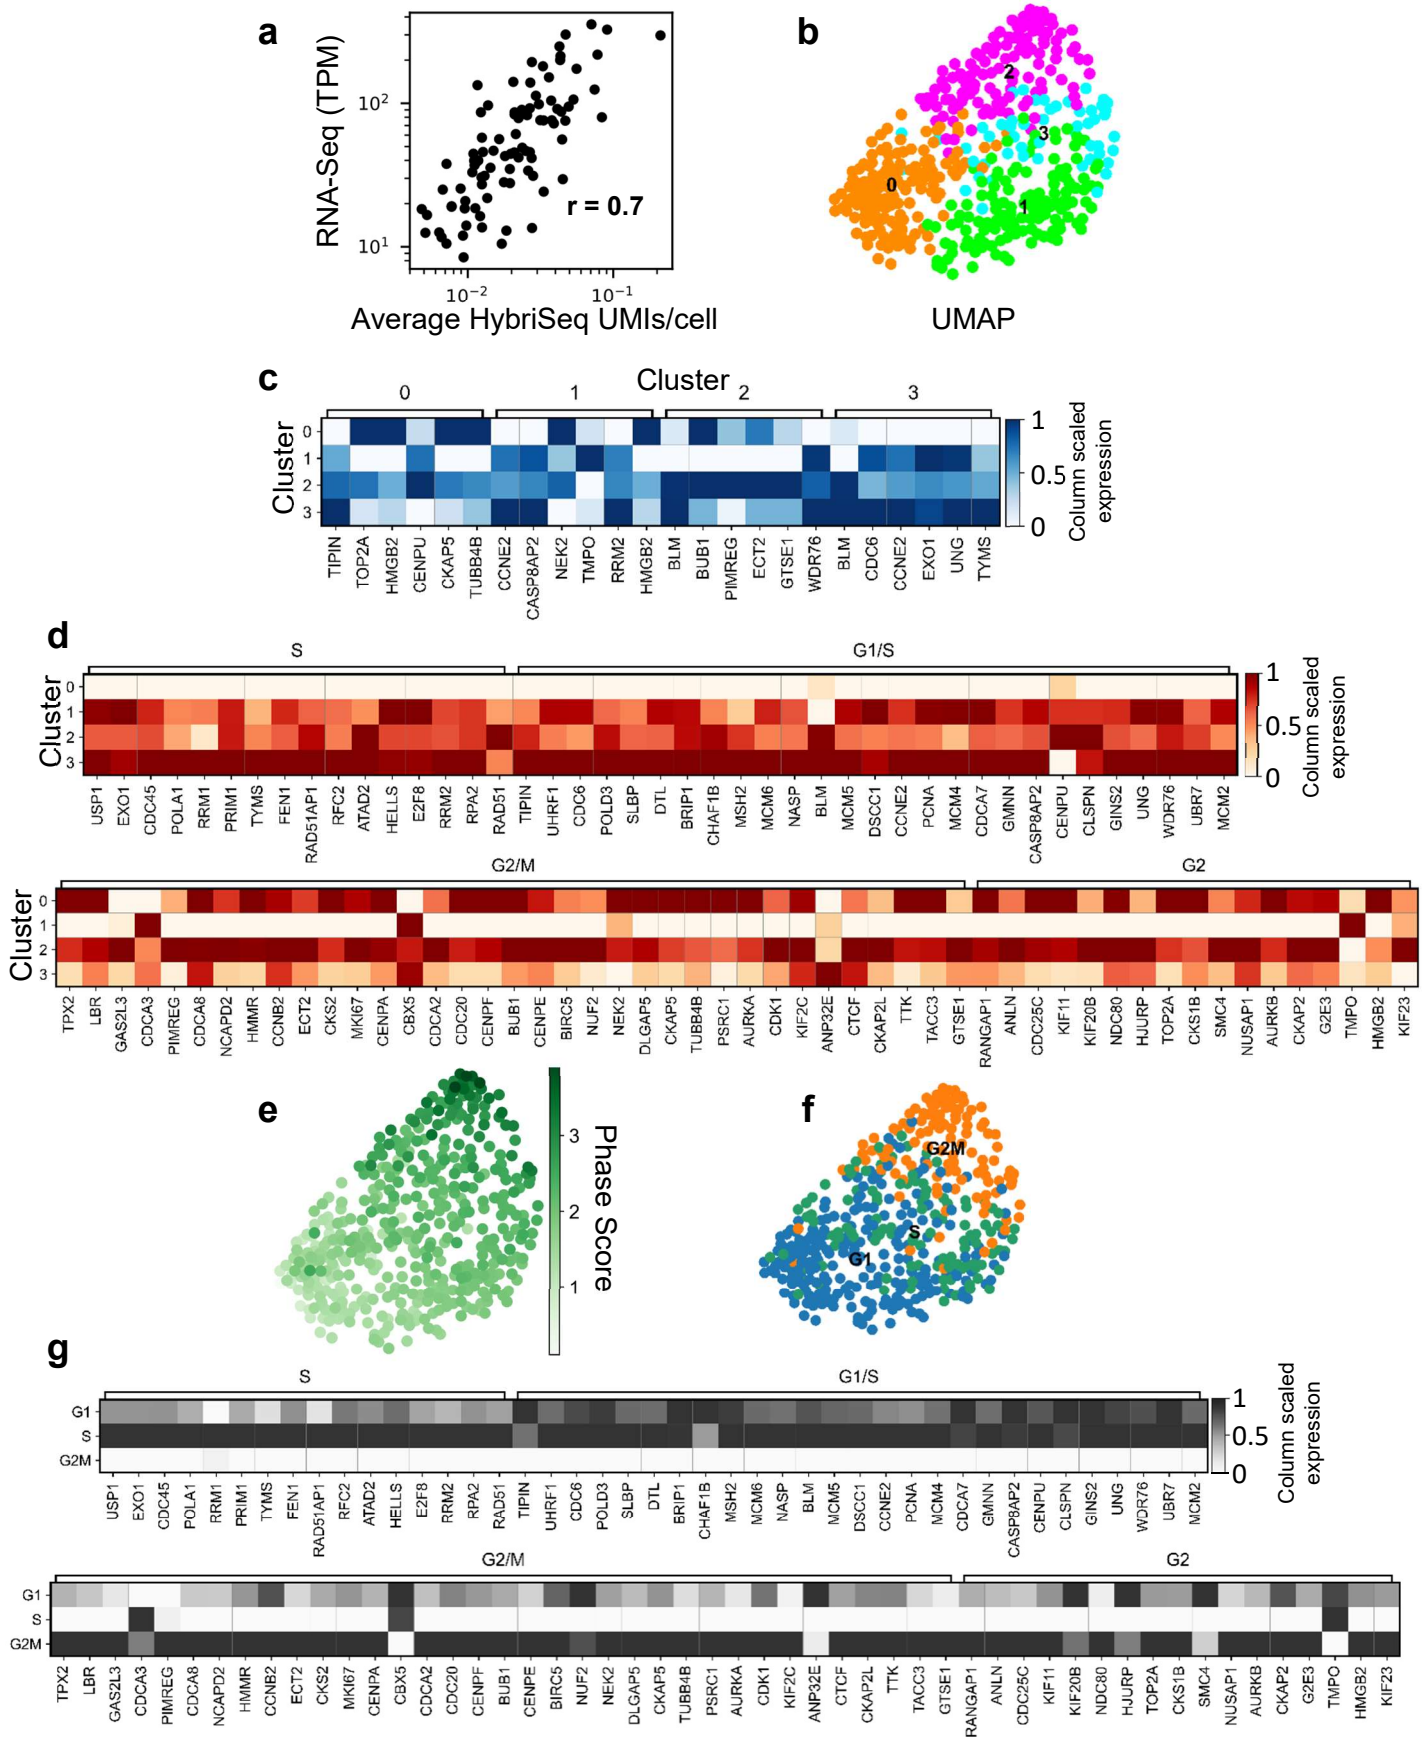 a
RNA-Seq (TPM)
10²
10¹
r = 0.7
10⁻²
10⁻¹
Average HybriSeq UMIs/cell
b
2
3
0
1
UMAP
c
Cluster
0
1
2
3
Cluster
0
1
2
3
1
0.5
0
Column scaled
expression
TIPIN
TOP2A
HMGB2
CENPU
CKAP5
TUBB4B
CCNE2
CASP8AP2
NEK2
TMPO
RRM2
HMGB2
BLM
BUB1
PIMREG
ECT2
GTSE1
WDR76
BLM
CDC6
CCNE2
EXO1
UNG
TYMS
d
S
G1/S
Cluster
0
1
2
3
1
0.5
0
Column scaled
expression
USP1
EXO1
CDC45
POLA1
RRM1
PRIM1
TYMS
FEN1
RAD51AP1
RFC2
ATAD2
HELLS
E2F8
RRM2
RPA2
RAD51
TIPIN
UHRF1
CDC6
POLD3
SLBP
DTL
BRIP1
CHAF1B
MSH2
MCM6
NASP
BLM
MCM5
DSCC1
CCNE2
PCNA
MCM4
CDCA7
GMNN
CASP8AP2
CENPU
CLSPN
GINS2
UNG
WDR76
UBR7
MCM2
G2/M
G2
Cluster
0
1
2
3
TPX2
LBR
GAS2L3
CDCA3
PIMREG
CDCA8
NCAPD2
HMMR
CCNB2
ECT2
CKS2
MKI67
CENPA
CBX5
CDCA2
CDC20
CENPF
BUB1
CENPE
BIRC5
NUF2
NEK2
DLGAP5
CKAP5
TUBB4B
PSRC1
AURKA
CDK1
KIF2C
ANP32E
CTCF
CKAP2L
TTK
TACC3
GTSE1
RANGAP1
ANLN
CDC25C
KIF11
KIF20B
NDC80
HJURP
TOP2A
CKS1B
SMC4
NUSAP1
AURKB
CKAP2
G2E3
TMPO
HMGB2
KIF23
e
3
2
1
Phase Score
f
G2M
S
G1
g
S
G1/S
G1
S
G2M
1
0.5
0
Column scaled
expression
USP1
EXO1
CDC45
POLA1
RRM1
PRIM1
TYMS
FEN1
RAD51AP1
RFC2
ATAD2
HELLS
E2F8
RRM2
RPA2
RAD51
TIPIN
UHRF1
CDC6
POLD3
SLBP
DTL
BRIP1
CHAF1B
MSH2
MCM6
NASP
BLM
MCM5
DSCC1
CCNE2
PCNA
MCM4
CDCA7
GMNN
CASP8AP2
CENPU
CLSPN
GINS2
UNG
WDR76
UBR7
MCM2
G2/M
G2
G1
S
G2M
TPX2
LBR
GAS2L3
CDCA3
PIMREG
CDCA8
NCAPD2
HMMR
CCNB2
ECT2
CKS2
MKI67
CENPA
CBX5
CDCA2
CDC20
CENPF
BUB1
CENPE
BIRC5
NUF2
NEK2
DLGAP5
CKAP5
TUBB4B
PSRC1
AURKA
CDK1
KIF2C
ANP32E
CTCF
CKAP2L
TTK
TACC3
GTSE1
RANGAP1
ANLN
CDC25C
KIF11
KIF20B
NDC80
HJURP
TOP2A
CKS1B
SMC4
NUSAP1
AURKB
CKAP2
G2E3
TMPO
HMGB2
KIF23